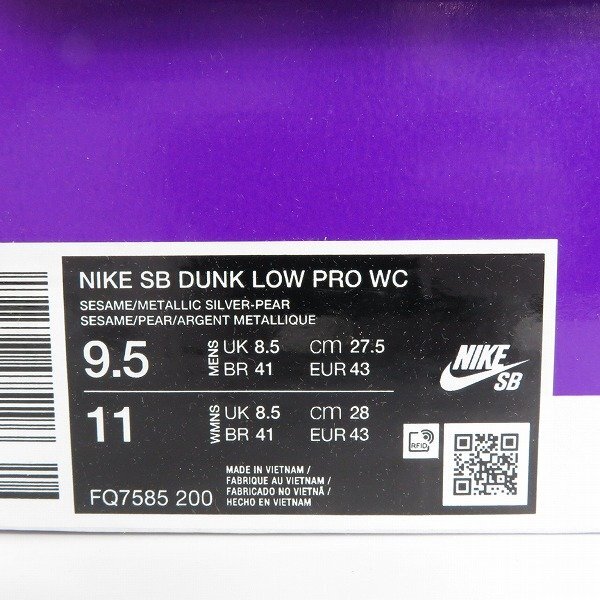 NIKE SB DUNK LOW PRO WC
SESAME/METALLIC SILVER-PEAR
SESAME/PEAR/ARGENT METALLIQUE
9.5 MENS UK 8.5 cm 27.5
BR 41 EUR 43
11 WMNS UK 8.5 cm 28
BR 41 EUR 43
NIKE
SB
RFID
MADE IN VIETNAM /
FABRIQUE AU VIETNAM /
FABRICADO NO VIETNÃ /
HECHO EN VIETNAM
FQ7585 200